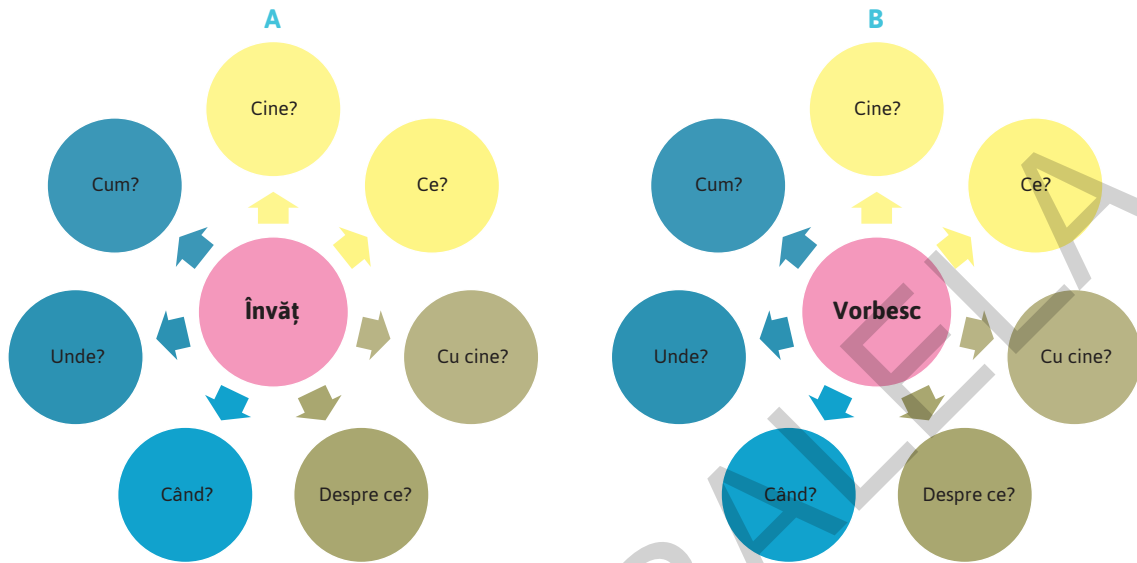 A
Cine?
Ce?
Cu cine?
Despre ce?
Când?
Unde?
Cum?
Învăț
B
Cine?
Ce?
Cu cine?
Despre ce?
Când?
Unde?
Cum?
Vorbesc